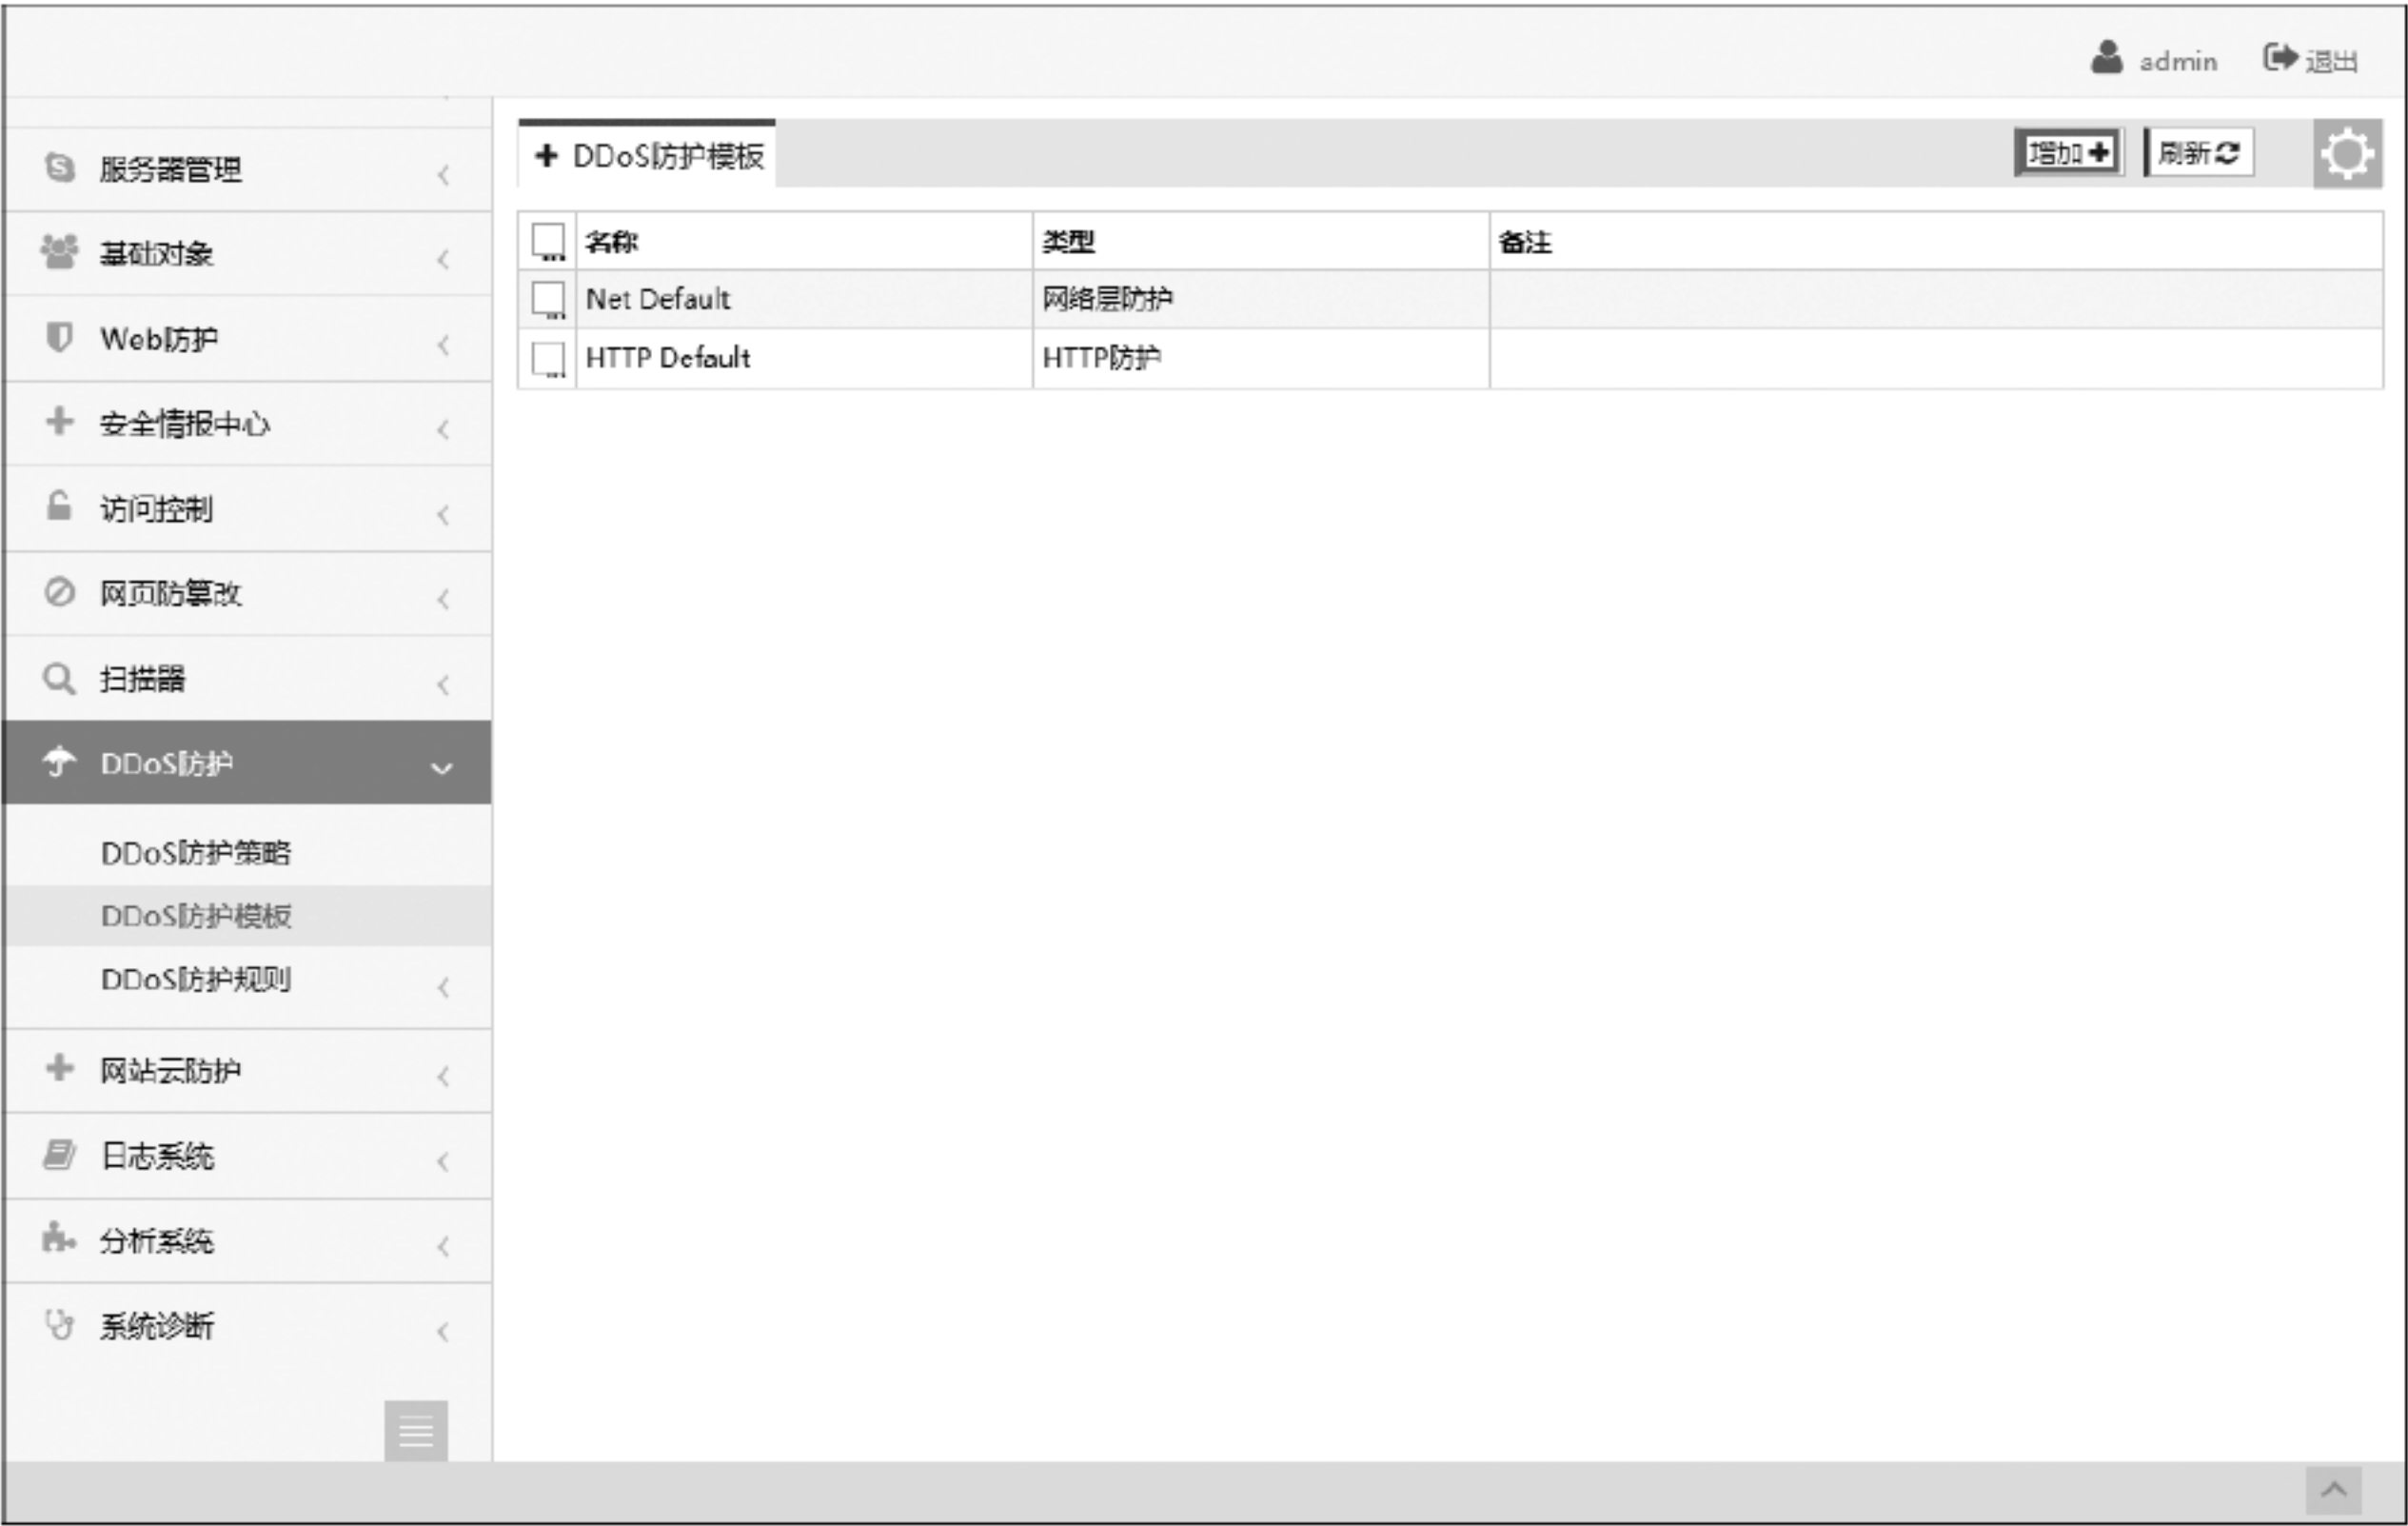 admin 退出
服务器管理
基础对象
Web防护
安全情报中心
访问控制
网页防篡改
扫描器
DDoS防护
DDoS防护策略
DDoS防护模板
DDoS防护规则
网站云防护
日志系统
分析系统
系统诊断
DDoS防护模板 增加 刷新
名称 类型 备注
Net Default 网络层防护
HTTP Default HTTP防护